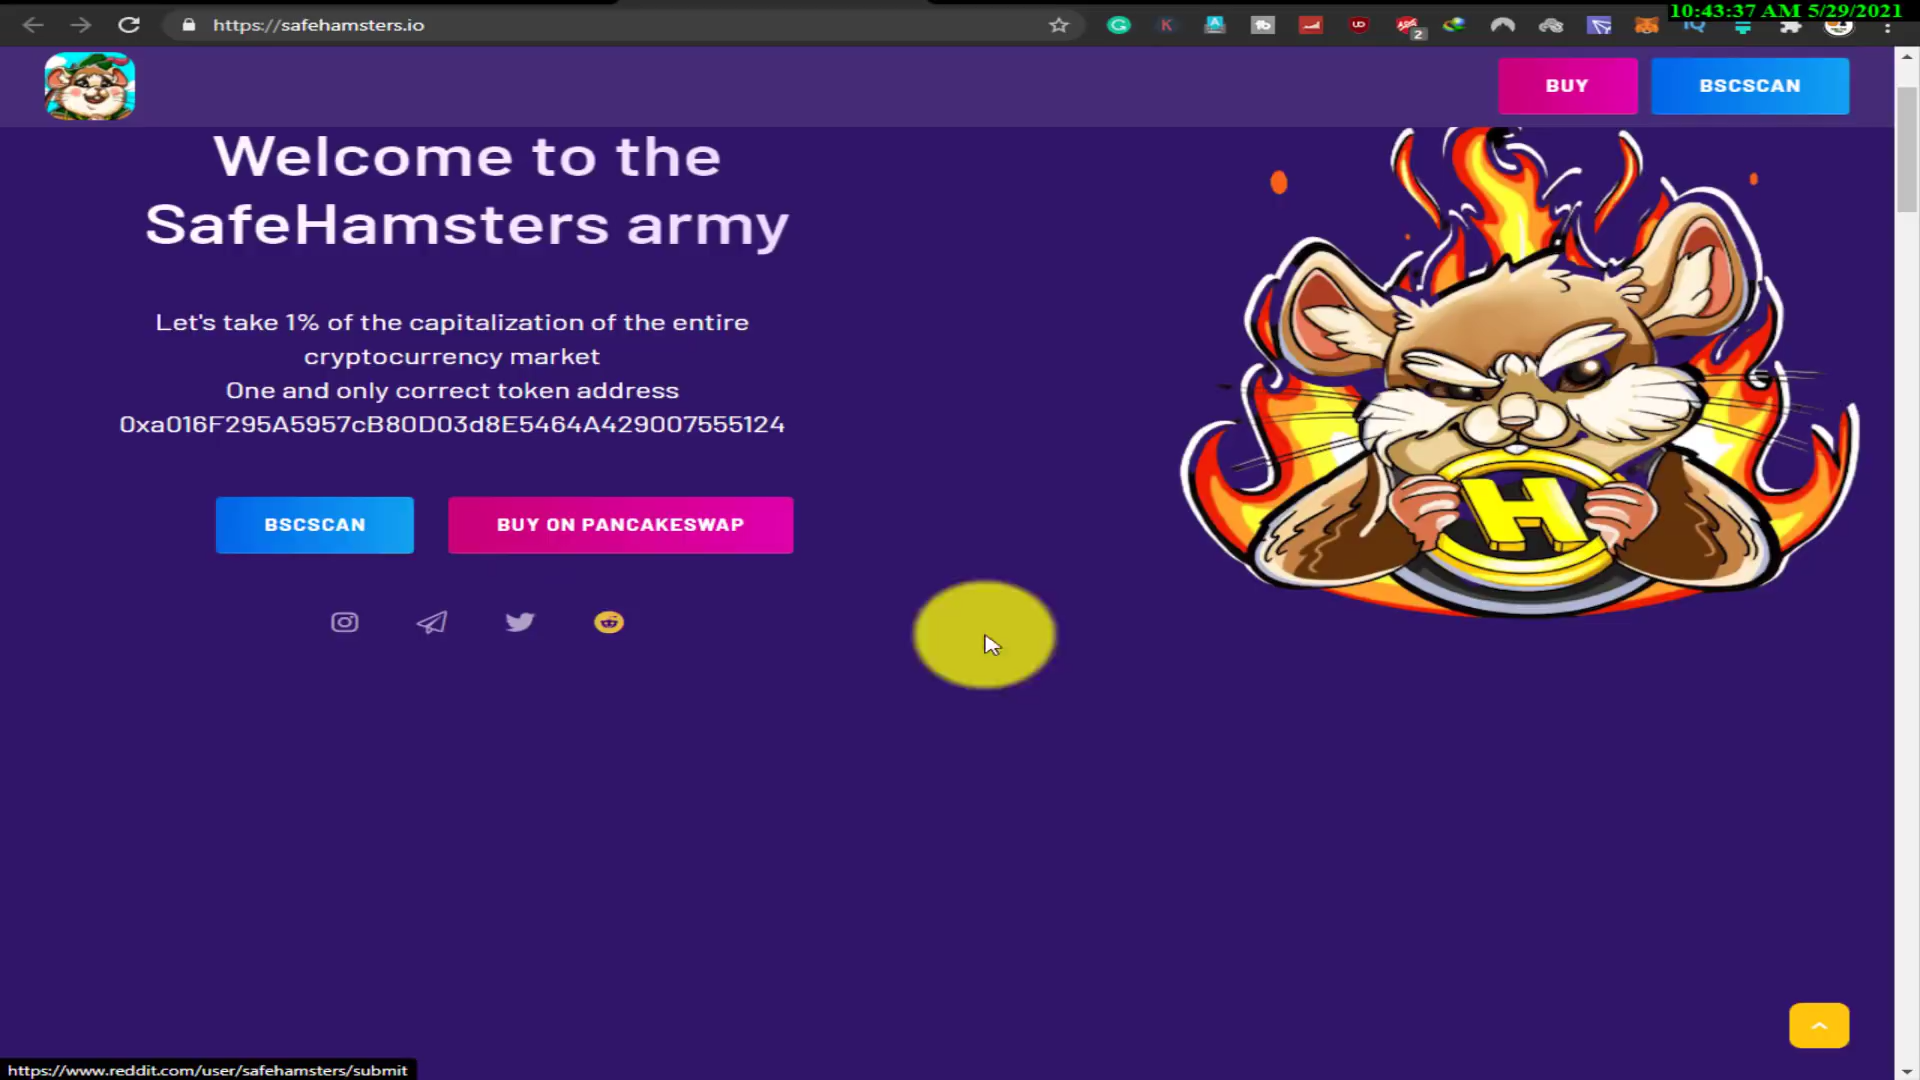 10:43:37 AM 5/29/2021
https://safehamsters.io
2
BUY
BSCSCAN
Welcome to the
SafeHamsters army
Let's take 1% of the capitalization of the entire
cryptocurrency market
One and only correct token address
0xa016F295A5957cB80D03d8E5464A429007555124
BSCSCAN
BUY ON PANCAKESWAP
H
https://www.reddit.com/user/safehamsters/submit